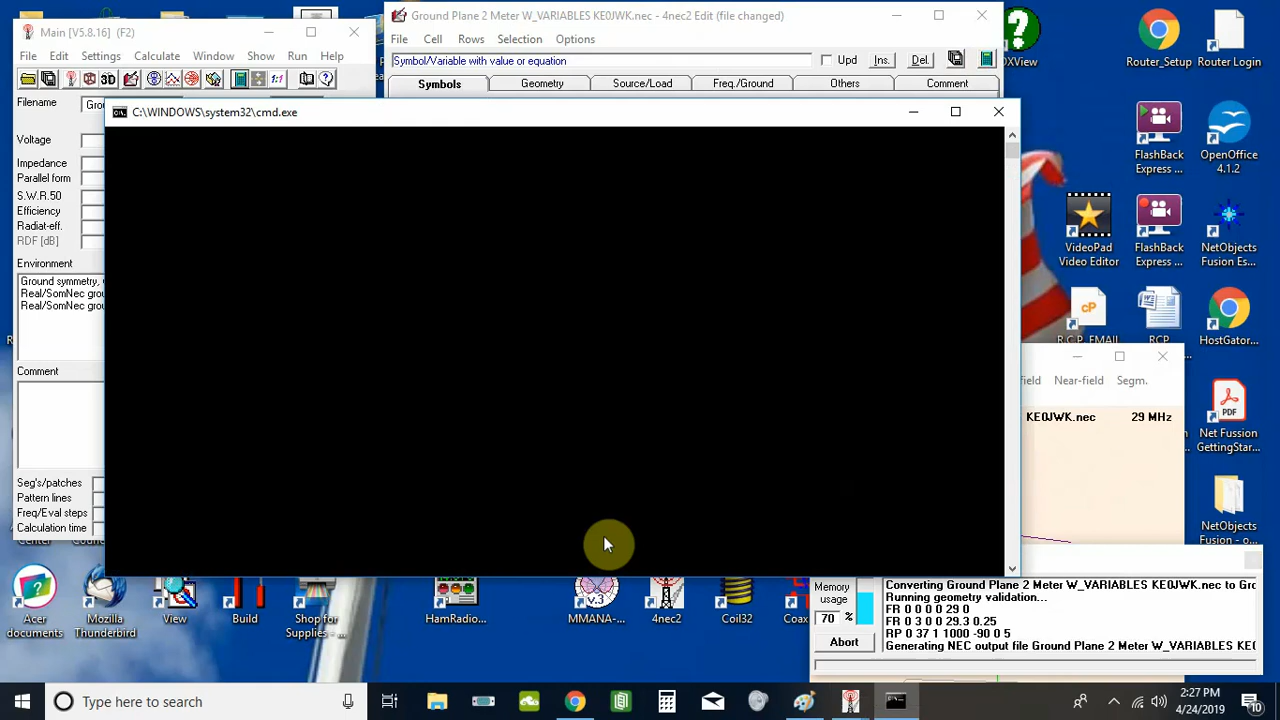 Main [V5.8.16] (F2)
File Edit Settings Calculate Window Show Run Help
3D
1:1
Filename
Voltage
Impedance
Parallel form
S.W.R.50
Efficiency
Radiat-eff.
RDF [dB]
Environment
Ground symmetry,
Real/SomNec
Real/SomNec
Comment
Seg's/patches
Pattern lines
Freq/Eval steps
Calculation time
Ground Plane 2 Meter W_VARIABLES KE0JWK.nec - 4nec2 Edit (file changed)
File Cell Rows Selection Options
Symbol/Variable with value or equation
Upd Ins. Del.
Symbols Geometry Source/Load Freq./Ground Others Comment
C:\WINDOWS\system32\cmd.exe
Near-field Segm.
KE0JWK.nec 29 MHz
Memory
usage
70 %
Abort
Converting Ground Plane 2 Meter W_VARIABLES KE0JWK.nec to
Running geometry validation...
FR 0 0 0 0 29 0
FR 0 3 0 0 29.3 0.25
RP 0 37 1 1000 -90 0 5
Generating NEC output file Ground Plane 2 Meter W_VARIABLES
Router_Setup
Router Login
FlashBack
Express ...
OpenOffice
4.1.2
VideoPad
Video Editor
FlashBack
Express ...
NetObjects
Fusion Es...
cP
R.C.P. EMAIL
RCP
HostGator...
PDF
Net Fussion
GettingStar...
NetObjects
Fusion - o...
Acer
documents
Mozilla
Thunderbird
View
Build
Shop for
Supplies - ...
HamRadio...
v.3
MMANA-...
4nec2
Coil32
Type here to search
2:27 PM
4/24/2019
10